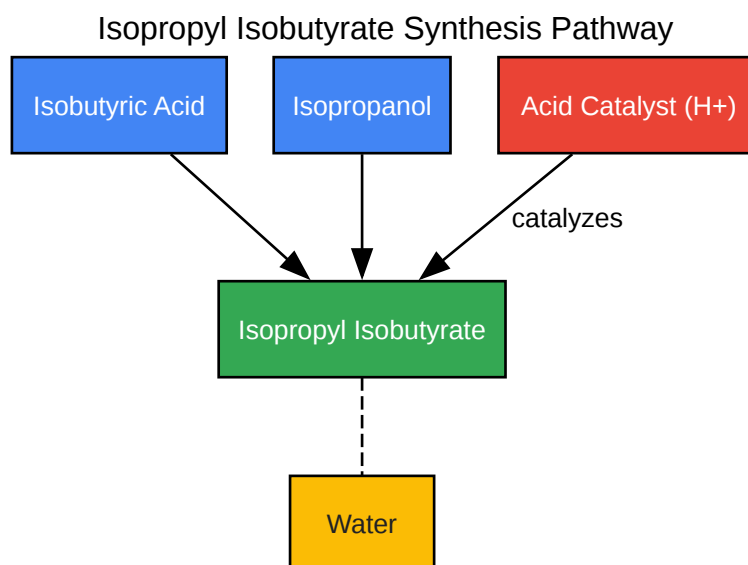 Isopropyl Isobutyrate Synthesis Pathway
Isobutyric Acid
Isopropanol
Acid Catalyst (H+)
catalyzes
Isopropyl Isobutyrate
Water